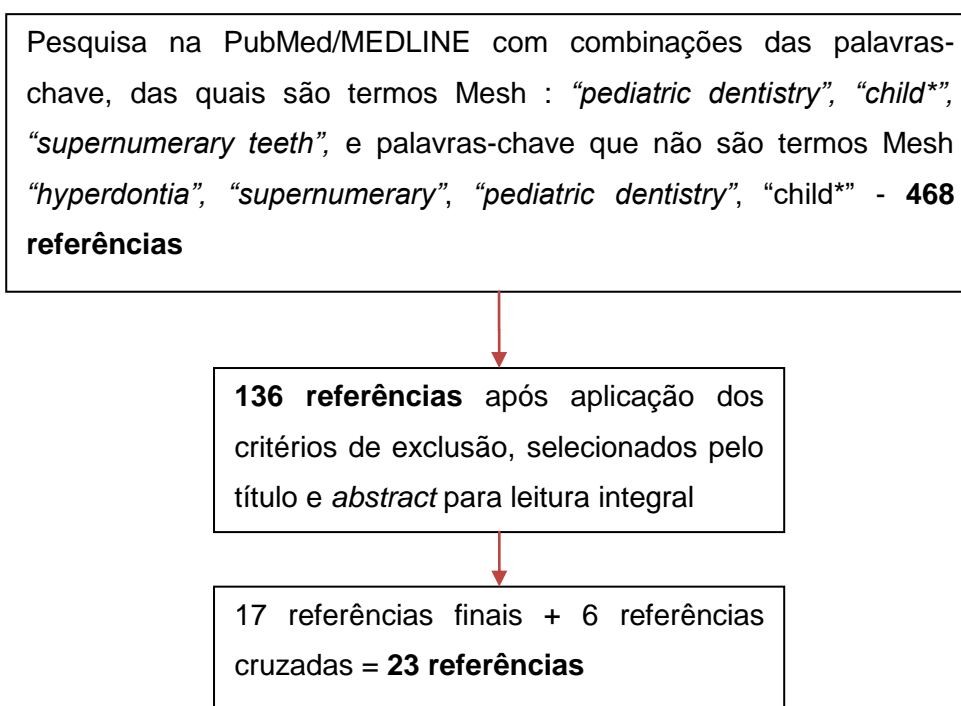 Pesquisa na PubMed/MEDLINE com combinações das palavras-
chave, das quais são termos Mesh : “pediatric dentistry”, “child*”,
“supernumerary teeth”, e palavras-chave que não são termos Mesh
“hyperdontia”, “supernumerary”, “pediatric dentistry”, “child*” - 468
referências
136 referências após aplicação dos
critérios de exclusão, selecionados pelo
título e abstract para leitura integral
17 referências finais + 6 referências
cruzadas = 23 referências